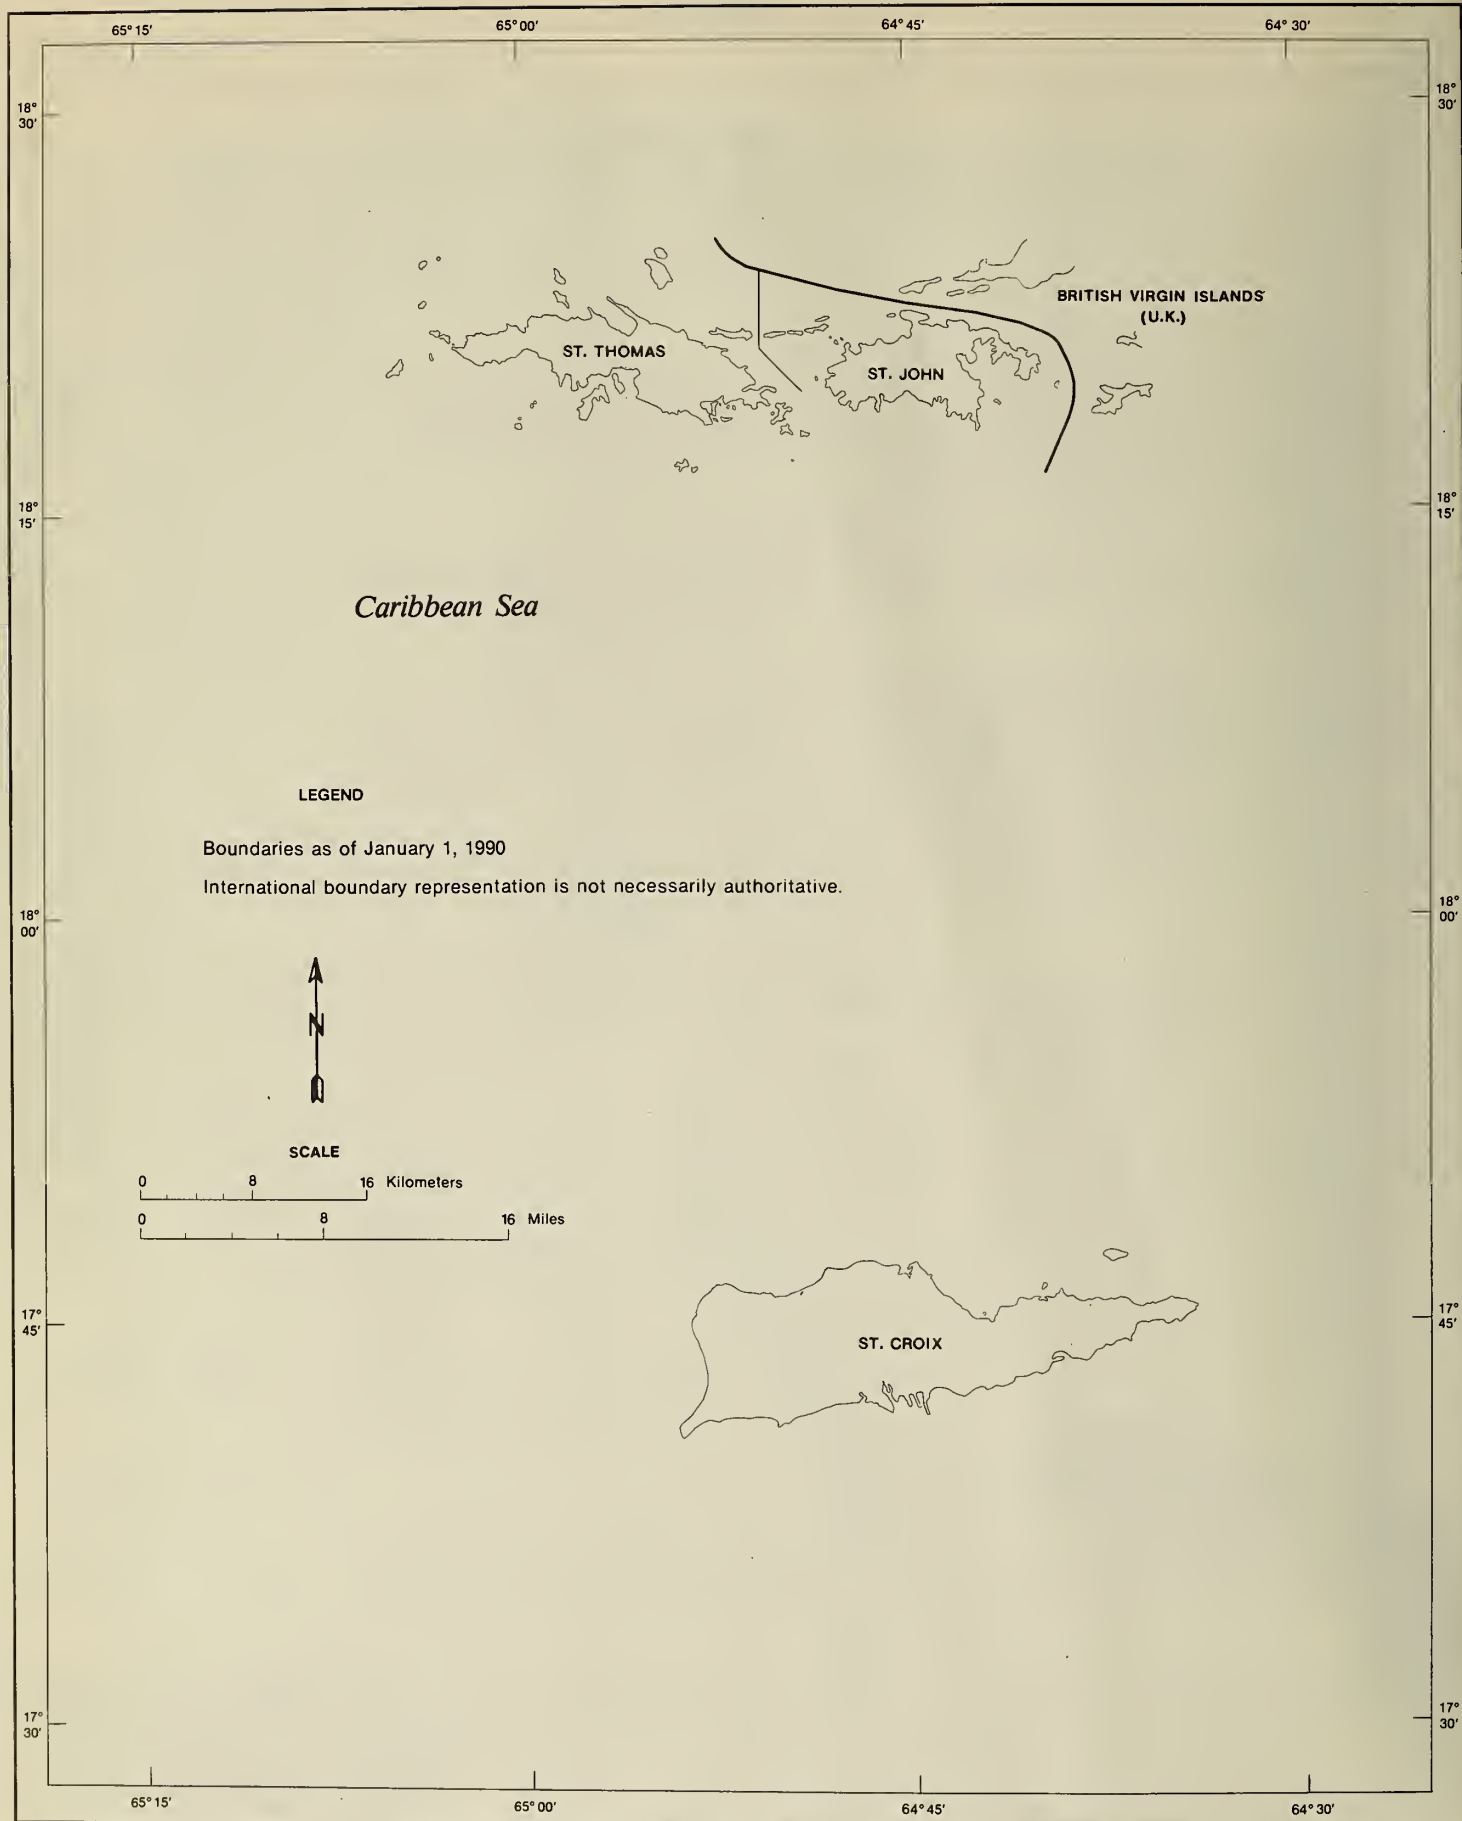 65° 15′ 65° 00′ 64° 45′ 64° 30′
18° 18°
30′ 30′
BRITISH VIRGIN ISLANDS
(U.K.)
ST. THOMAS
ST. JOHN
18° 18°
15′ 15′
Caribbean Sea
LEGEND
Boundaries as of January 1, 1990
International boundary representation is not necessarily authoritative.
18° 18°
00′ 00′
N
SCALE
0 8 16 Kilometers
0 8 16 Miles
17° 17°
45′ 45′
ST. CROIX
17° 17°
30′ 30′
65° 15′ 65° 00′ 64° 45′ 64° 30′